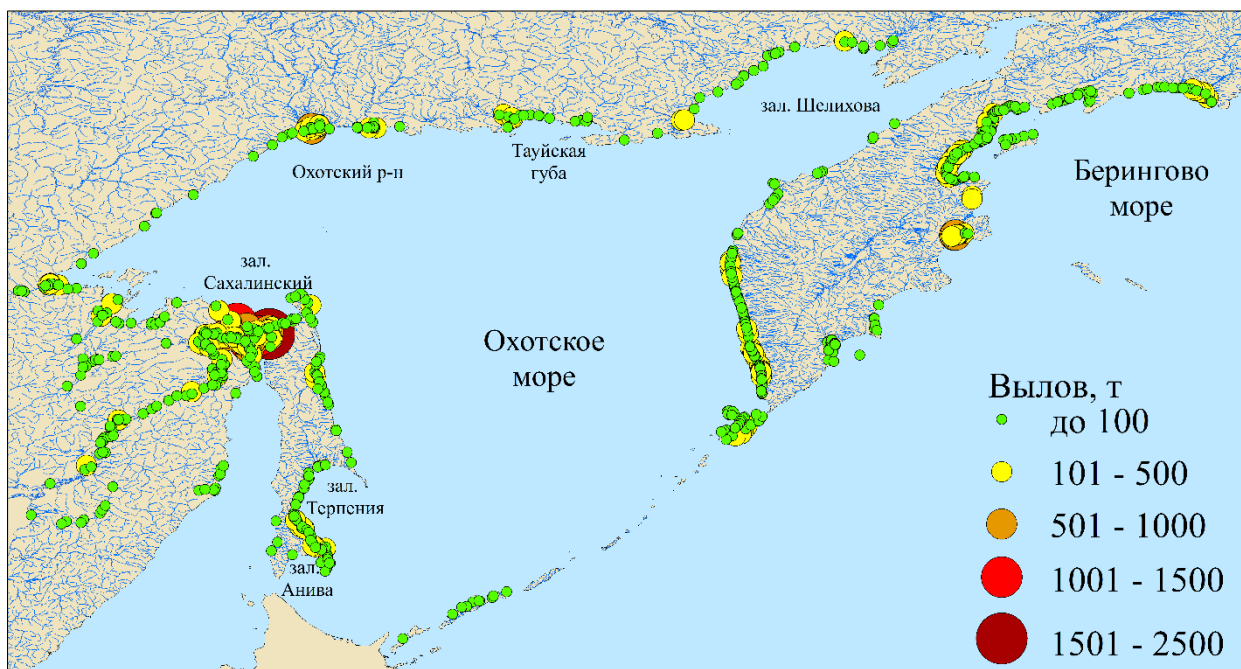 зал. Шелихова
Тауйская
губа
Охотский р-н
Берингово
море
зал.
Сахалинский
Охотское
море
Вылов, т
до 100
101 - 500
501 - 1000
1001 - 1500
1501 - 2500
зал.
Терпения
зал.
Анива